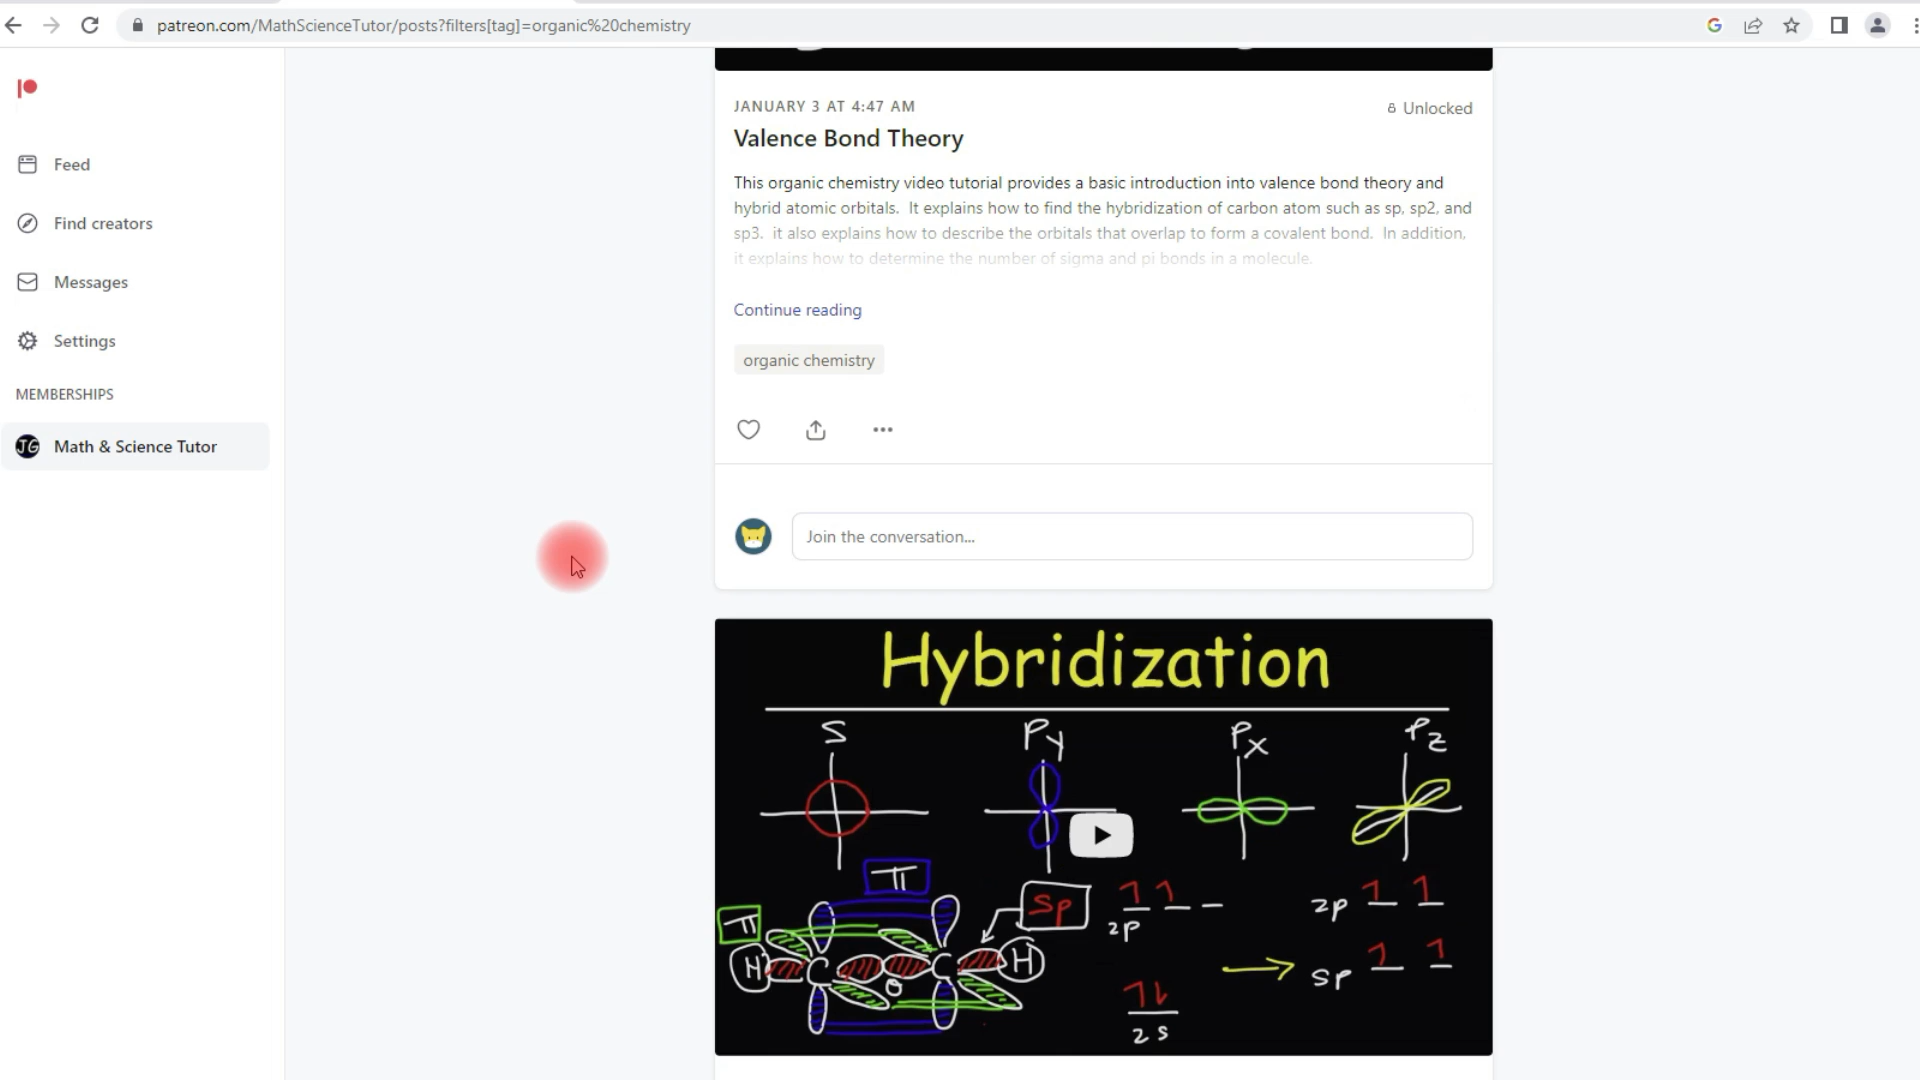 patreon.com/MathScienceTutor/posts?filters[tag]=organic%20chemistry
Feed
Find creators
Messages
Settings
MEMBERSHIPS
JG Math & Science Tutor
JANUARY 3 AT 4:47 AM
Unlocked
Valence Bond Theory
This organic chemistry video tutorial provides a basic introduction into valence bond theory and
hybrid atomic orbitals. It explains how to find the hybridization of carbon atom such as sp, sp2, and
sp3. it also explains how to describe the orbitals that overlap to form a covalent bond. In addition,
it explains how to determine the number of sigma and pi bonds in a molecule.
Continue reading
organic chemistry
Join the conversation...
Hybridization
S Py Px Pz
π
π
sp
2p
2p
H C C H
σ
sp
2s